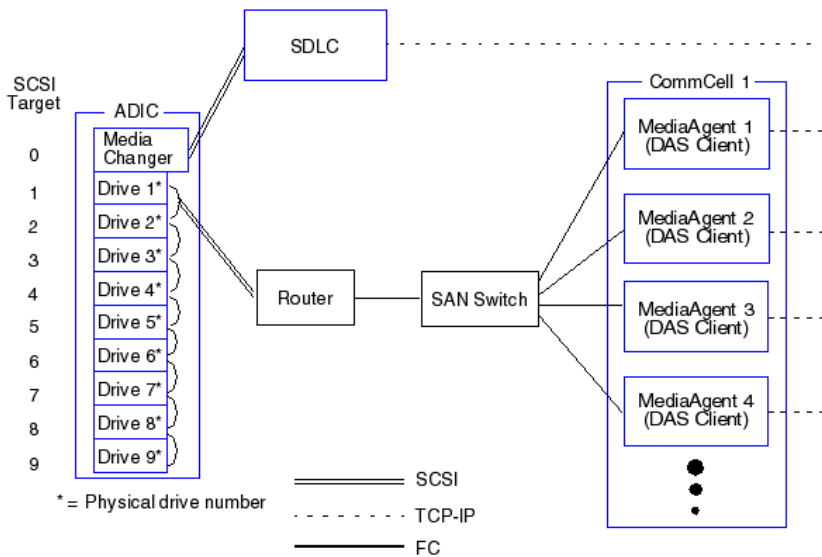 SDLC
SCSI
Target
ADIC
CommCell 1
Media
Changer
MediaAgent 1
(DAS Client)
0
1
Drive 1*
2
Drive 2*
MediaAgent 2
(DAS Client)
3
Drive 3*
4
Drive 4*
Router
SAN Switch
MediaAgent 3
(DAS Client)
5
Drive 5*
6
Drive 6*
7
Drive 7*
MediaAgent 4
(DAS Client)
8
Drive 8*
9
Drive 9*
* = Physical drive number
SCSI
TCP-IP
FC